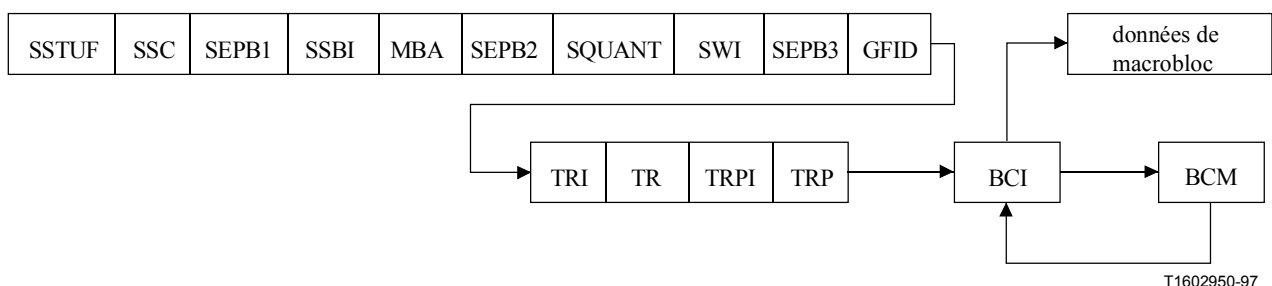 SSTUF SSC SEPB1 SSBI MBA SEPB2 SQUANT SWI SEPB3 GFID
données de
macrobloc
TRI TR TRPI TRP BCI BCM
T1602950-97